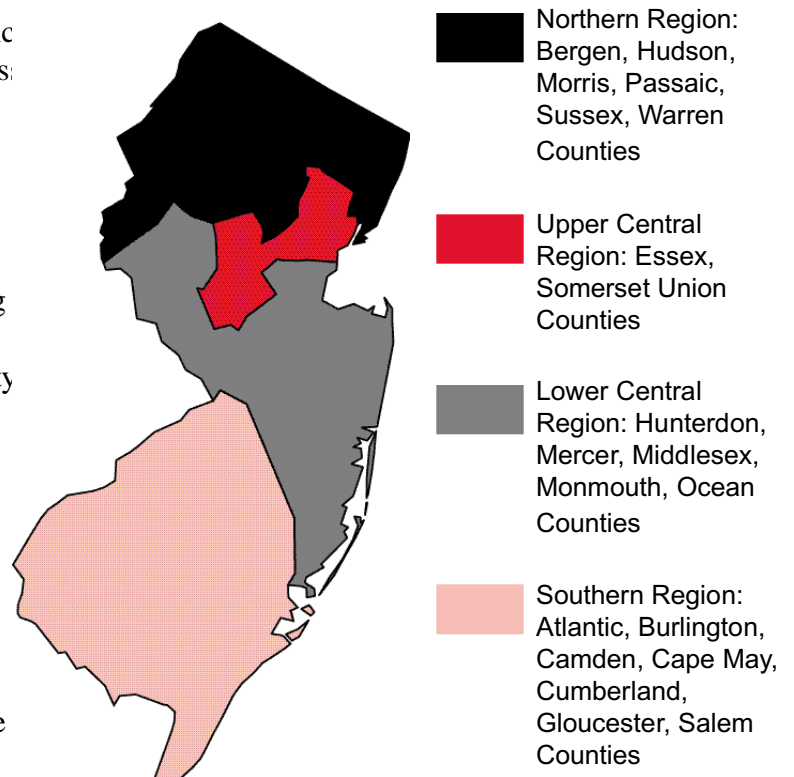 Northern Region:
Bergen, Hudson,
Morris, Passaic,
Sussex, Warren
Counties
Upper Central
Region: Essex,
Somerset Union
Counties
Lower Central
Region: Hunterdon,
Mercer, Middlesex,
Monmouth, Ocean
Counties
Southern Region:
Atlantic, Burlington,
Camden, Cape May,
Cumberland,
Gloucester, Salem
Counties